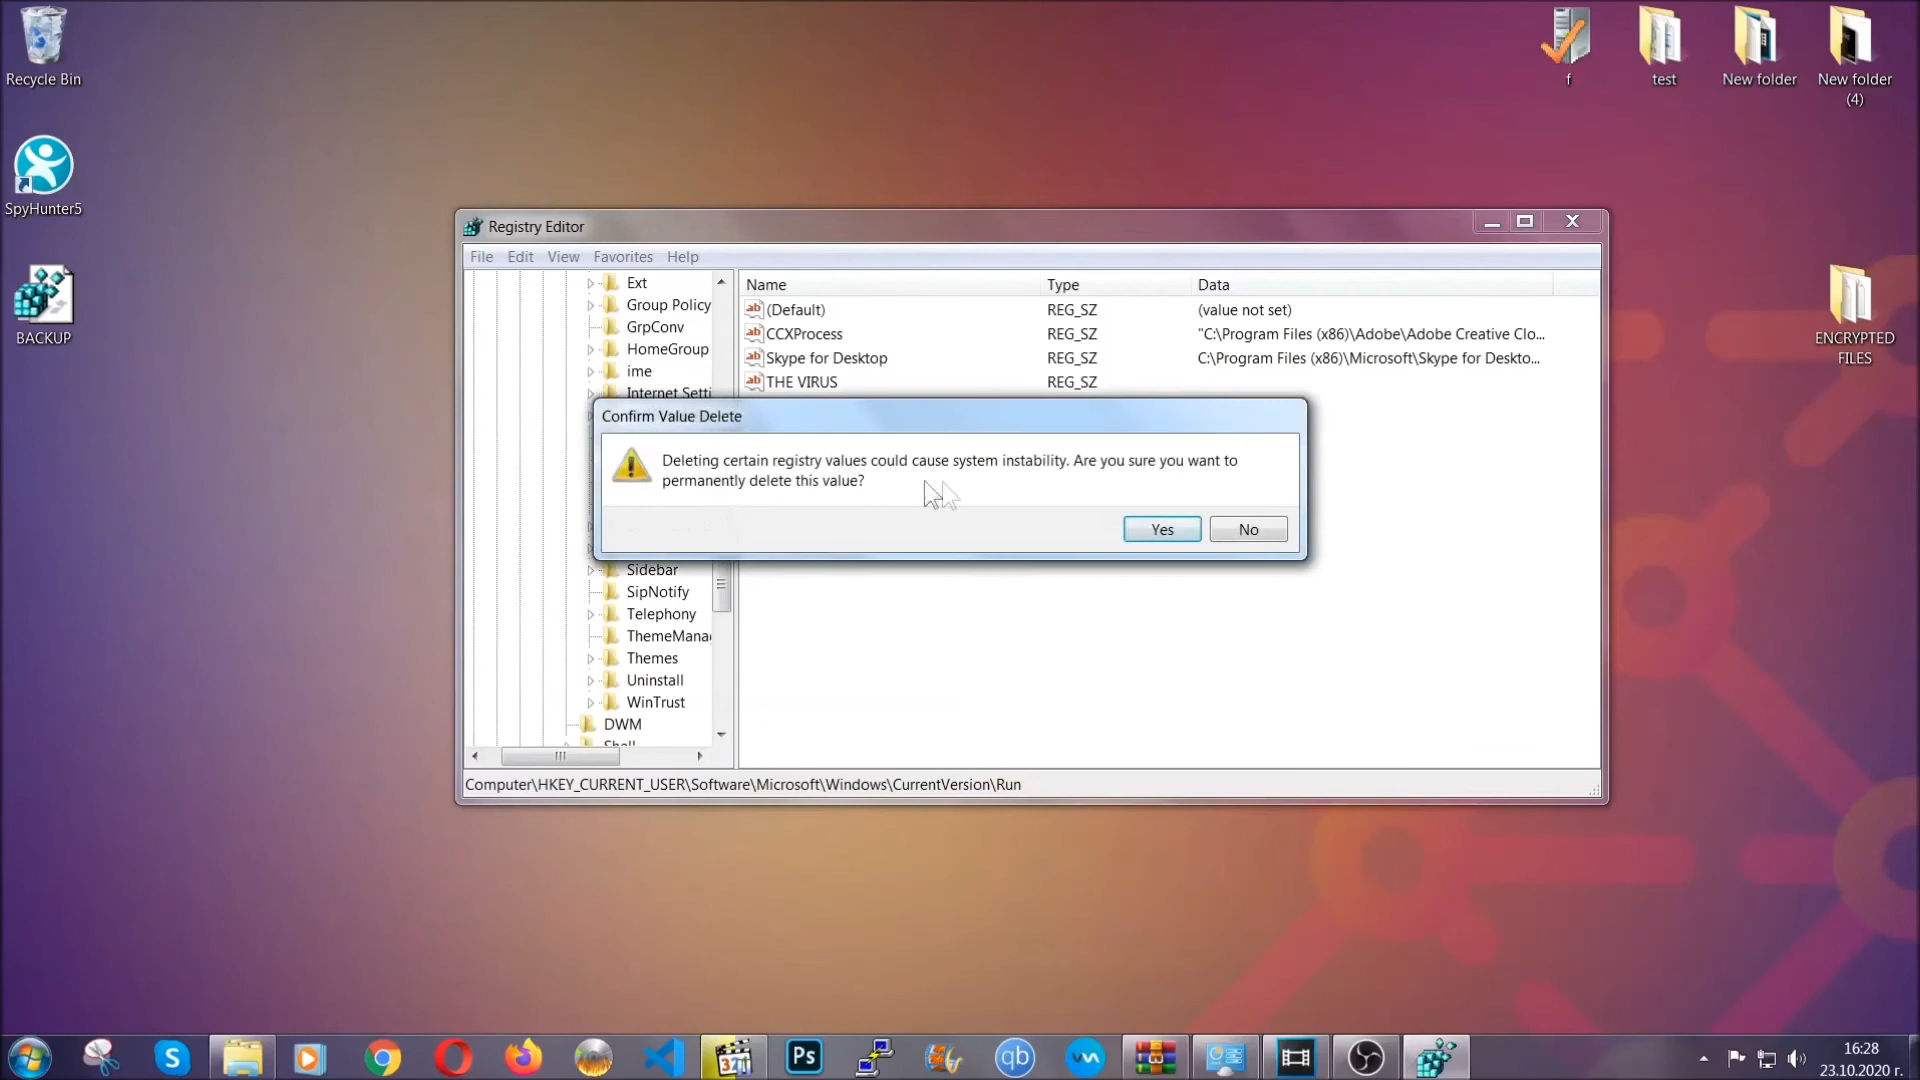 Recycle Bin
f
test
New folder
New folder
(4)
SpyHunter5
BACKUP
ENCRYPTED
FILES
Registry Editor
File Edit View Favorites Help
Ext
Group Policy
GrpConv
HomeGroup
ime
Internet Setti
Sidebar
SipNotify
Telephony
ThemeManag
Themes
Uninstall
WinTrust
DWM
Shell
Name Type Data
(Default) REG_SZ (value not set)
CCXProcess REG_SZ "C:\Program Files (x86)\Adobe\Adobe Creative Clo...
Skype for Desktop REG_SZ C:\Program Files (x86)\Microsoft\Skype for Deskto...
THE VIRUS REG_SZ
Confirm Value Delete
Deleting certain registry values could cause system instability. Are you sure you want to
permanently delete this value?
Yes No
Computer\HKEY_CURRENT_USER\Software\Microsoft\Windows\CurrentVersion\Run
S
321
Ps
qb
16:28
23.10.2020 г.